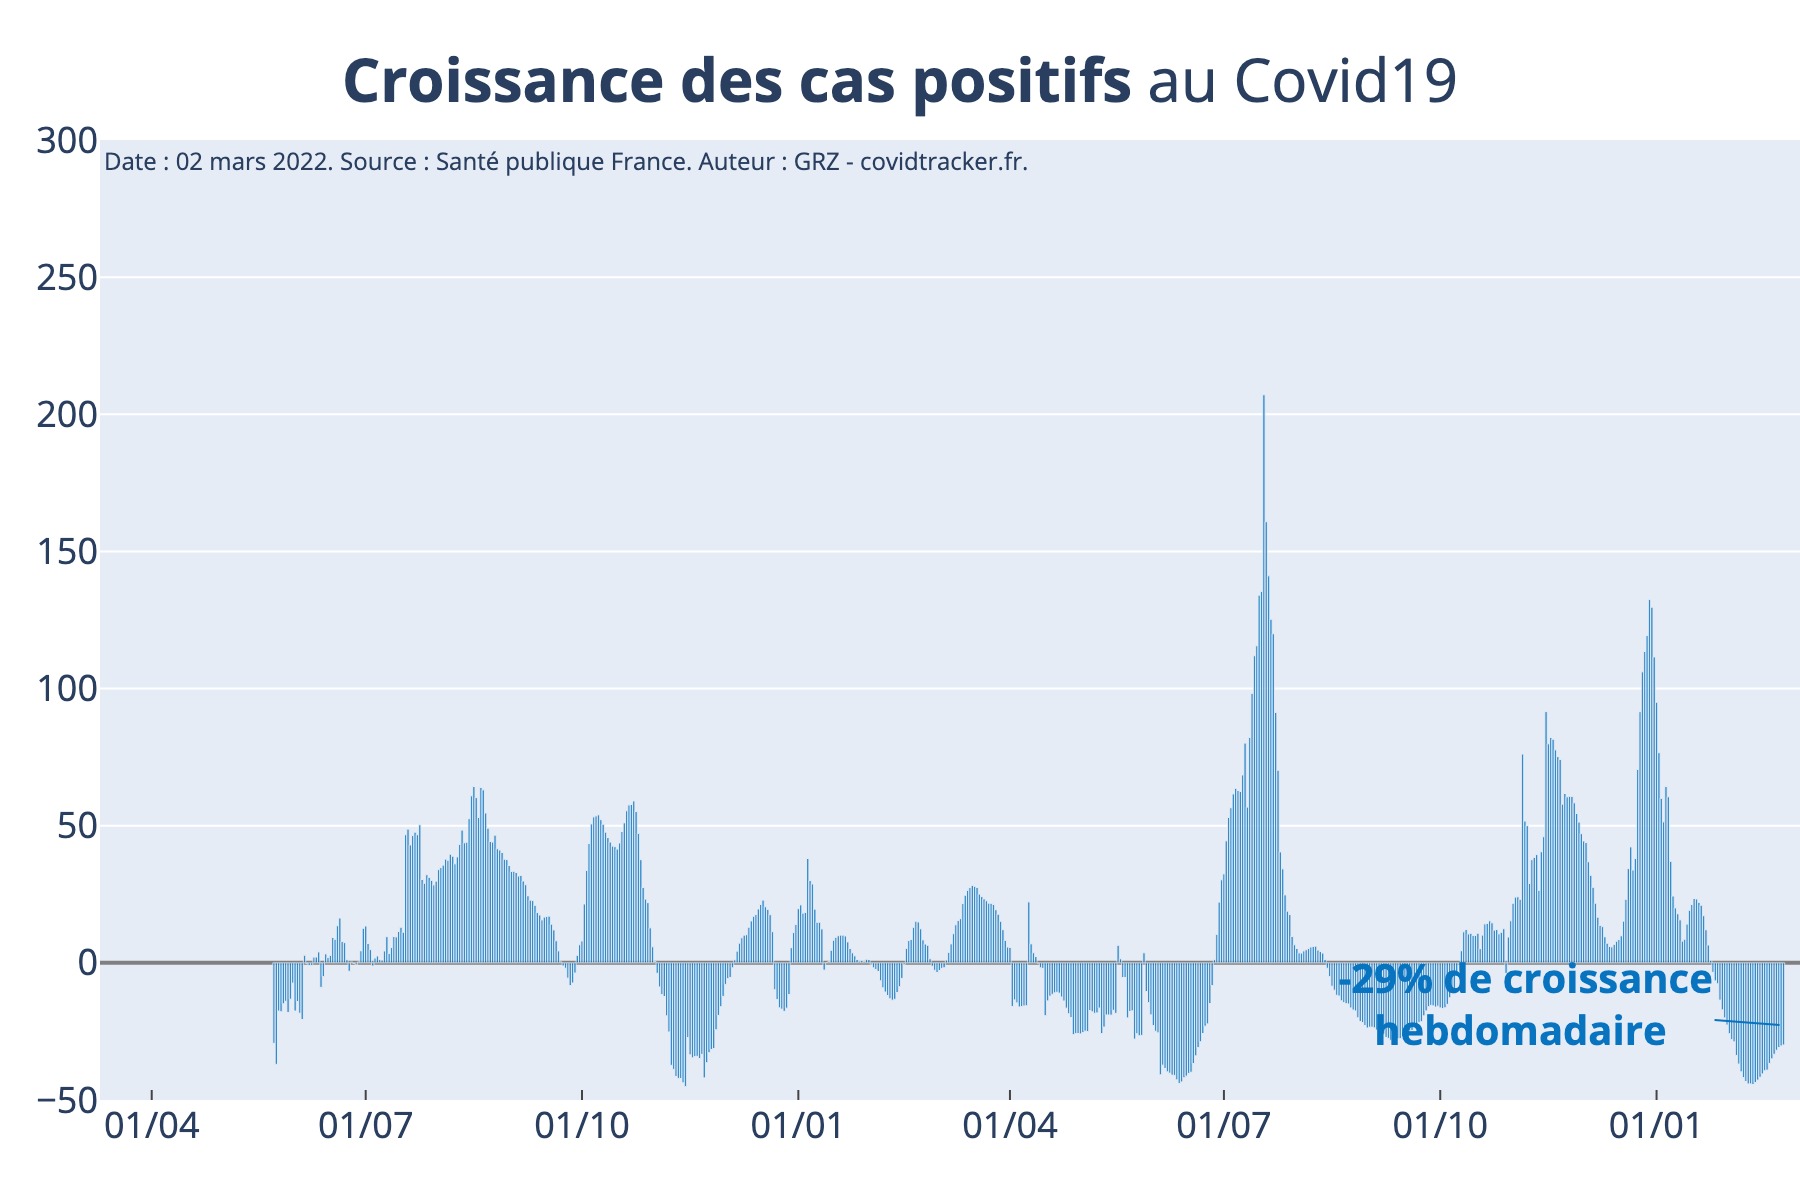 Croissance des cas positifs au Covid19
300
Date : 02 mars 2022. Source : Santé publique France. Auteur : GRZ - covidtracker.fr.
250
200
150
100
50
0
-29% de croissance
hebdomadaire
−50
01/04 01/07 01/10 01/01 01/04 01/07 01/10 01/01